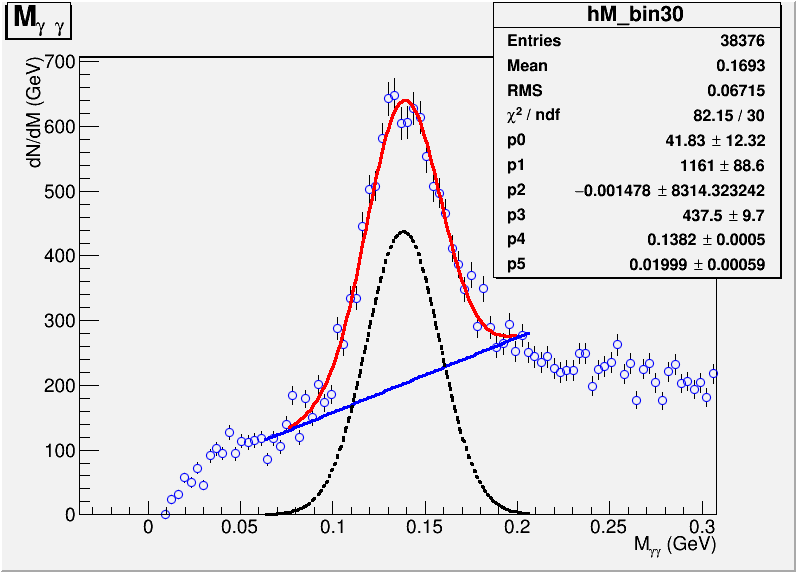 Mγ γ
hM_bin30
Entries 38376
Mean 0.1693
RMS 0.06715
χ² / ndf 82.15 / 30
p0 41.83 ± 12.32
p1 1161 ± 88.6
p2 −0.001478 ± 8314.323242
p3 437.5 ± 9.7
p4 0.1382 ± 0.0005
p5 0.01999 ± 0.00059
dN/dM (GeV)
700
600
500
400
300
200
100
0
0 0.05 0.1 0.15 0.2 0.25 0.3
Mγγ (GeV)